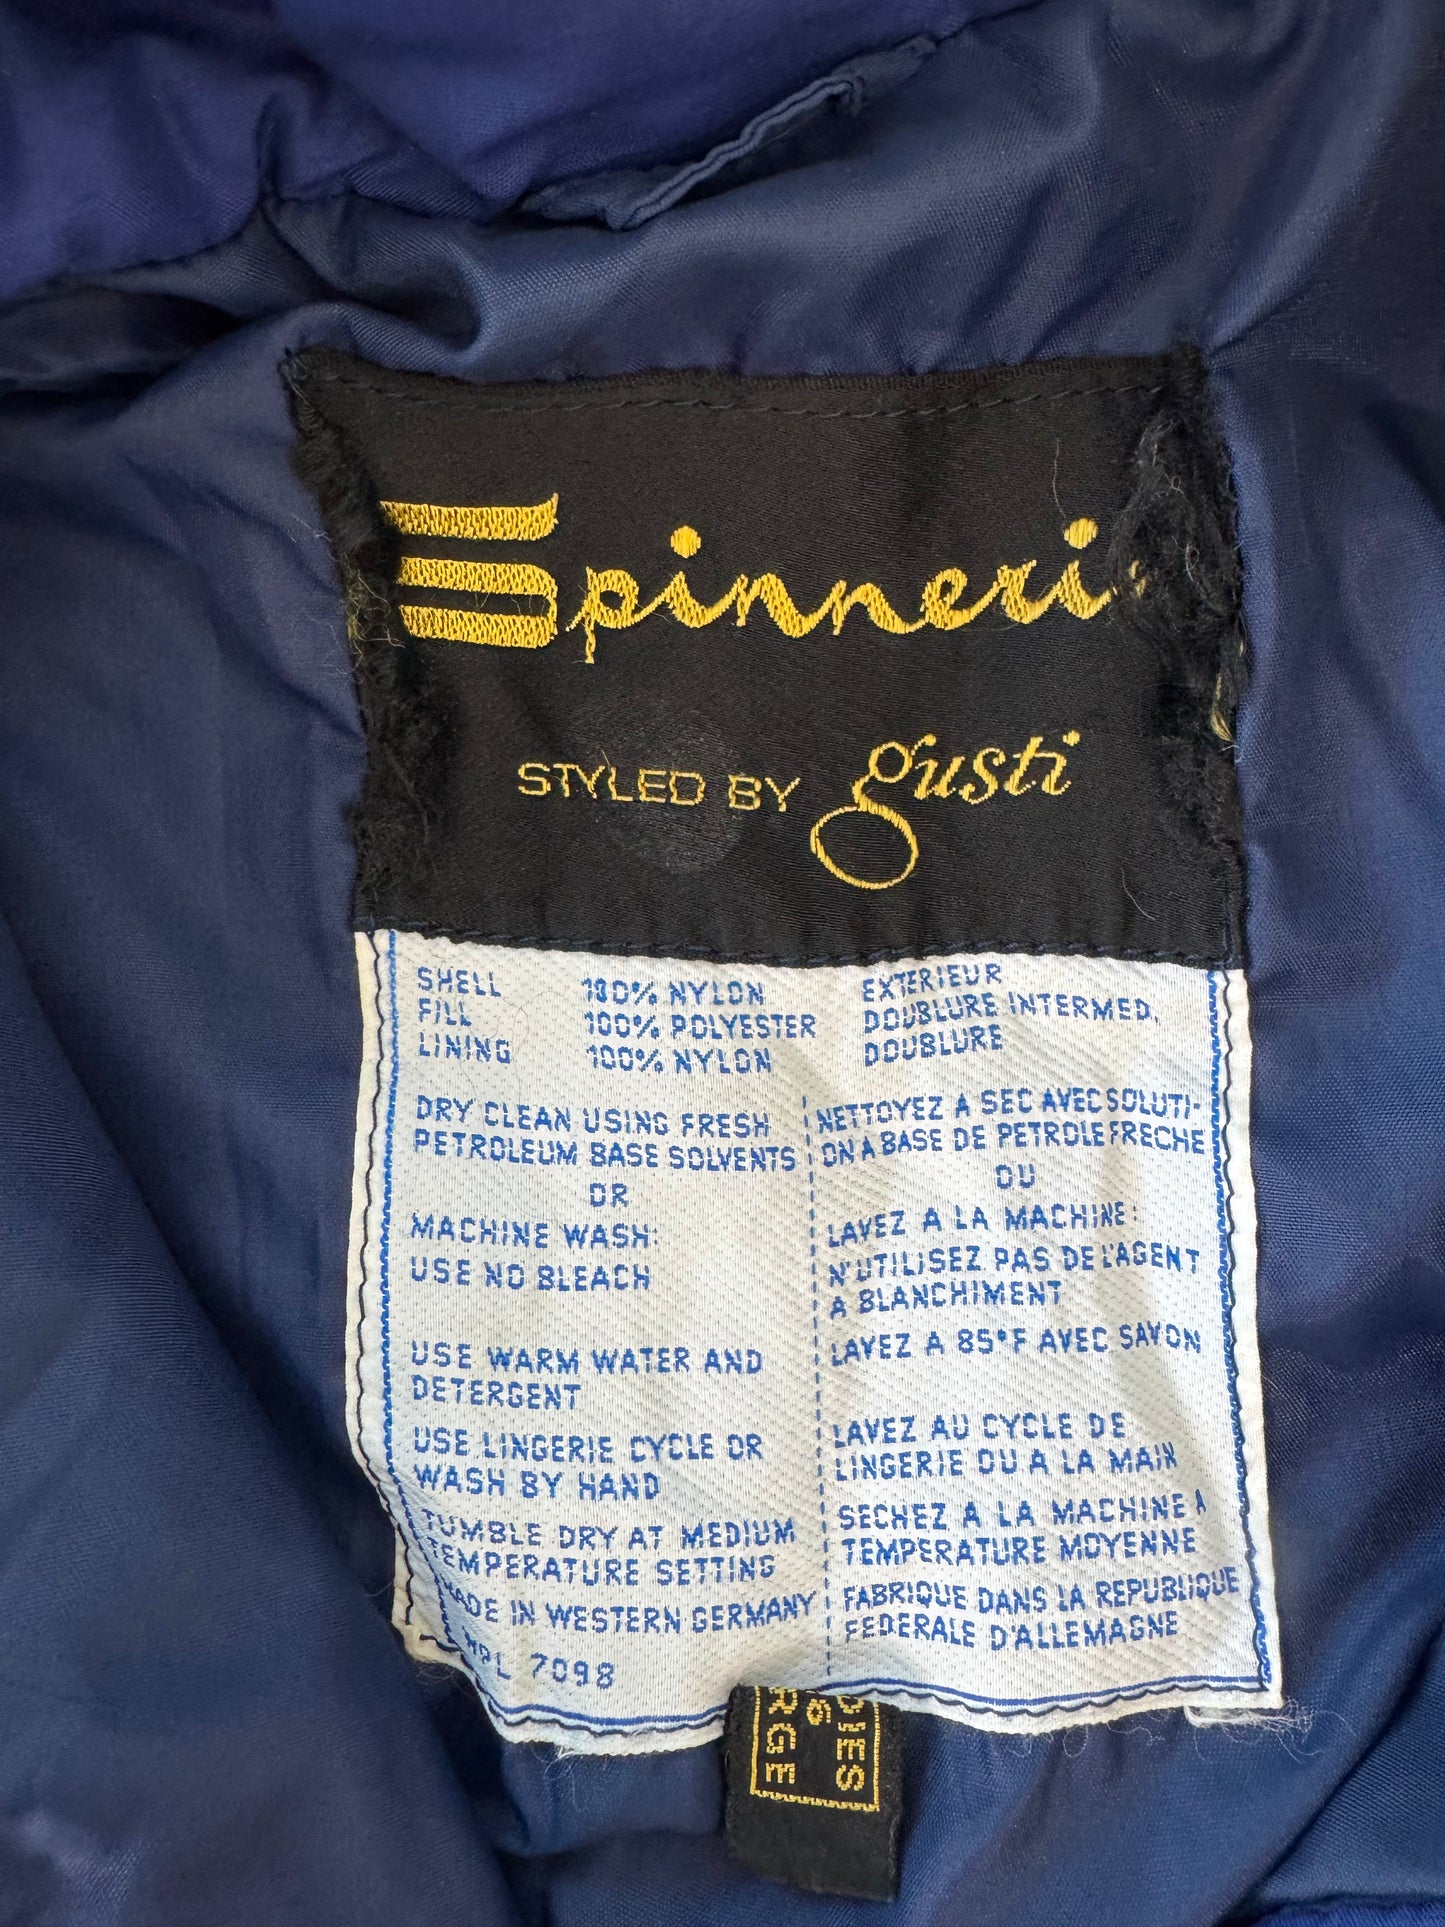 Spinneri
STYLED BY gusti
SHELL 100% NYLON EXTERIEUR
FILL 100% POLYESTER DOUBLURE INTERMED.
LINING 100% NYLON DOUBLURE
DRY CLEAN USING FRESH
PETROLEUM BASE SOLVENTS
OR
MACHINE WASH:
USE NO BLEACH
USE WARM WATER AND
DETERGENT
USE LINGERIE CYCLE OR
WASH BY HAND
TUMBLE DRY AT MEDIUM
TEMPERATURE SETTING
MADE IN WESTERN GERMANY
7098
NETTOYEZ A SEC AVEC SOLUTI-
ON A BASE DE PETROLE FRECHE
OU
LAVEZ A LA MACHINE:
N'UTILISEZ PAS DE L'AGENT
A BLANCHIMENT
LAVEZ A 85°F AVEC SAVON
LAVEZ AU CYCLE DE
LINGERIE OU A LA MAIN
SECHEZ A LA MACHINE A
TEMPERATURE MOYENNE
FABRIQUE DANS LA REPUBLIQUE
FEDERALE D'ALLEMAGNE
DIES
RGE